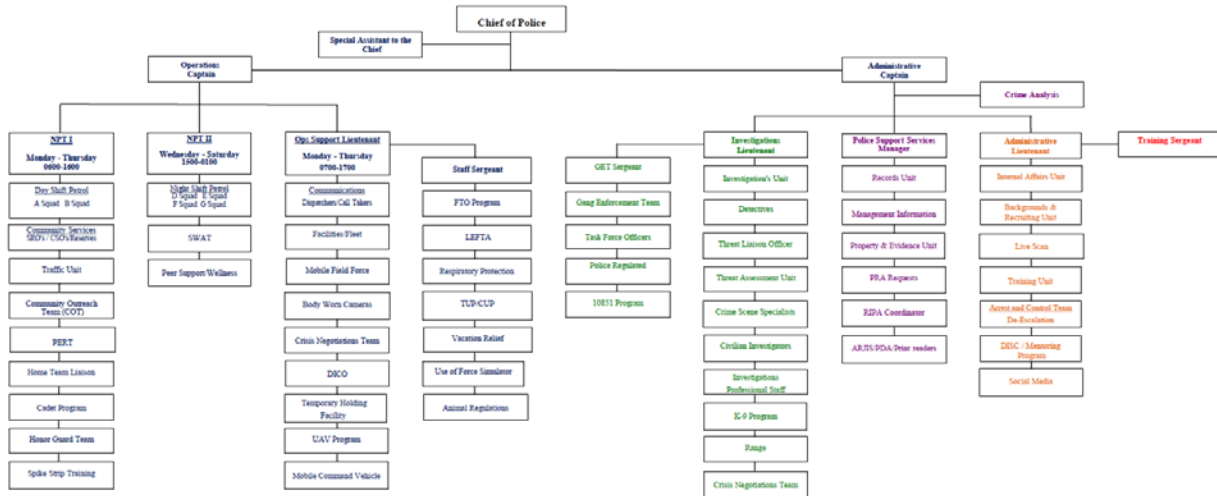 Chief of Police
Special Assistant to the
Chief
Operations
Captain
Administrative
Captain
Crime Analysis
NPT I
Monday - Thursday
0600-1600
Day Shift Patrol
A Squad B Squad
Community Services
SRO's / CSO's/Reserves
Traffic Unit
Community Outreach
Team (COT)
PERT
Home Team Liaison
Cadet Program
Honor Guard Team
Spike Strip Training
NPT II
Wednesday - Saturday
1500-0100
Night Shift Patrol
D Squad E Squad
F Squad G Squad
SWAT
Peer Support/Wellness
Ops Support Lieutenant
Monday - Thursday
0700-1700
Communications
Dispatchers/Call Takers
Facilities/Fleet
Mobile Field Force
Body Worn Cameras
Crisis Negotiations Team
DICO
Temporary Holding
Facility
UAV Program
Mobile Command Vehicle
Staff Sergeant
FTO Program
LEFTA
Respiratory Protection
TUP/CUP
Vacation Relief
Use of Force Simulator
Animal Regulations
GET Sergeant
Gang Enforcement Team
Task Force Officers
Police Regulated
10851 Program
Investigations
Lieutenant
Investigation's Unit
Detectives
Threat Liaison Officer
Threat Assessment Unit
Crime Scene Specialists
Civilian Investigators
Investigations
Professional Staff
K-9 Program
Range
Crisis Negotiations Team
Police Support Services
Manager
Records Unit
Management Information
Property & Evidence Unit
PRA Requests
RIPA Coordinator
ARJIS/PDA/Print readers
Administrative
Lieutenant
Internal Affairs Unit
Backgrounds &
Recruiting Unit
Live Scan
Training Unit
Arrest and Control Team
De-Escalation
DISC / Mentoring
Program
Social Media
Training Sergeant